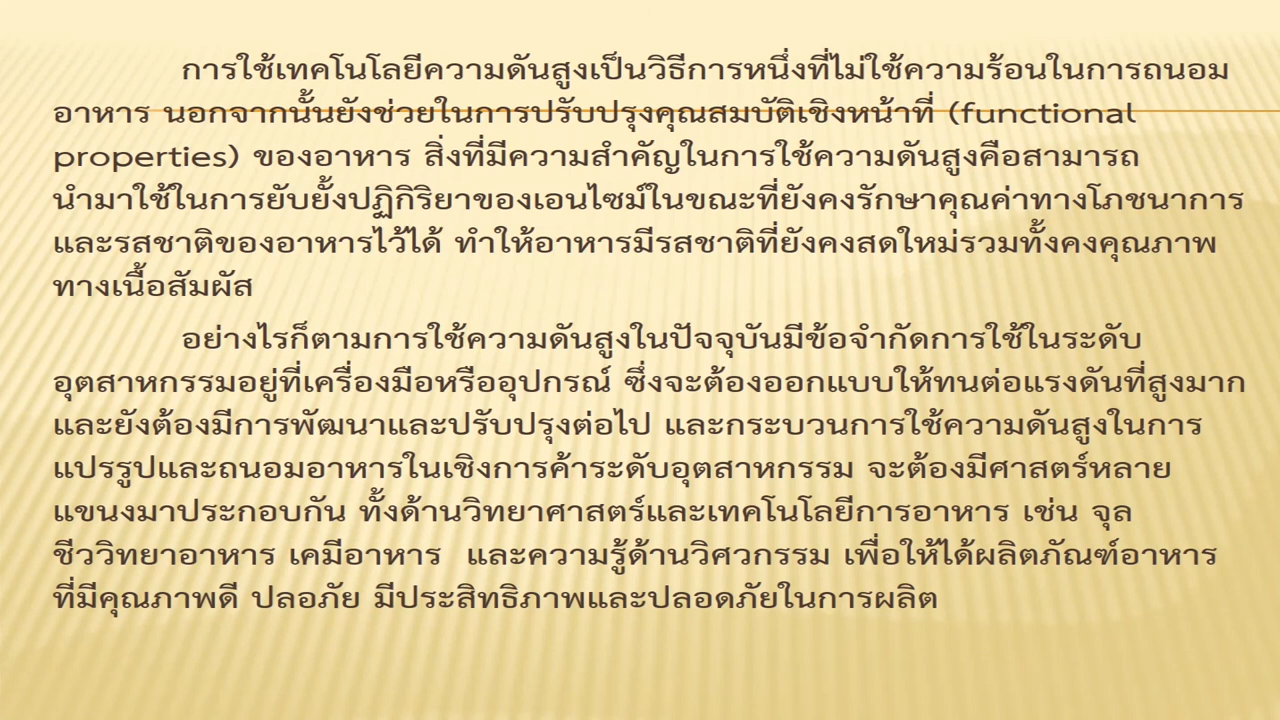 การใช้เทคโนโลยีความดันสูงเป็นวิธีการหนึ่งที่ไม่ใช้ความร้อนในการถนอม
อาหาร นอกจากนั้นยังช่วยในการปรับปรุงคุณสมบัติเชิงหน้าที่ (functional
properties) ของอาหาร สิ่งที่มีความสำคัญในการใช้ความดันสูงคือสามารถ
นำมาใช้ในการยับยั้งปฏิกิริยาของเอนไซม์ในขณะที่ยังคงรักษาคุณค่าทางโภชนาการ
และรสชาติของอาหารไว้ได้ ทำให้อาหารมีรสชาติที่ยังคงสดใหม่รวมทั้งคงคุณภาพ
ทางเนื้อสัมผัส
อย่างไรก็ตามการใช้ความดันสูงในปัจจุบันมีข้อจำกัดการใช้ในระดับ
อุตสาหกรรมอยู่ที่เครื่องมือหรืออุปกรณ์ ซึ่งจะต้องออกแบบให้ทนต่อแรงดันที่สูงมาก
และยังต้องมีการพัฒนาและปรับปรุงต่อไป และกระบวนการใช้ความดันสูงในการ
แปรรูปและถนอมอาหารในเชิงการค้าระดับอุตสาหกรรม จะต้องมีศาสตร์หลาย
แขนงมาประกอบกัน ทั้งด้านวิทยาศาสตร์และเทคโนโลยีการอาหาร เช่น จุล
ชีววิทยาอาหาร เคมีอาหาร  และความรู้ด้านวิศวกรรม เพื่อให้ได้ผลิตภัณฑ์อาหาร
ที่มีคุณภาพดี ปลอภัย มีประสิทธิภาพและปลอดภัยในการผลิต